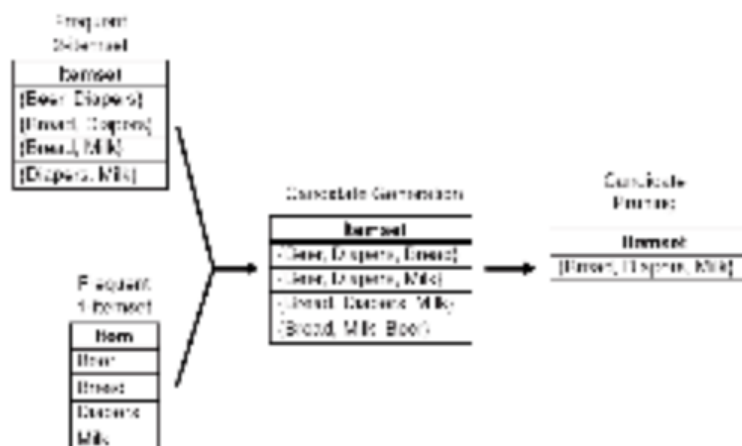 Frequent
2-itemset
Itemset
{Beer, Diapers}
{Bread, Diapers}
{Bread, Milk}
{Diapers, Milk}
Frequent
1-itemset
Item
Beer
Bread
Diapers
Milk
Candidate Generation
Itemset
{Beer, Diapers, Bread}
{Beer, Diapers, Milk}
{Bread, Diapers, Milk}
{Bread, Milk, Beer}
Candidate
Pruning
Itemset
{Bread, Diapers, Milk}